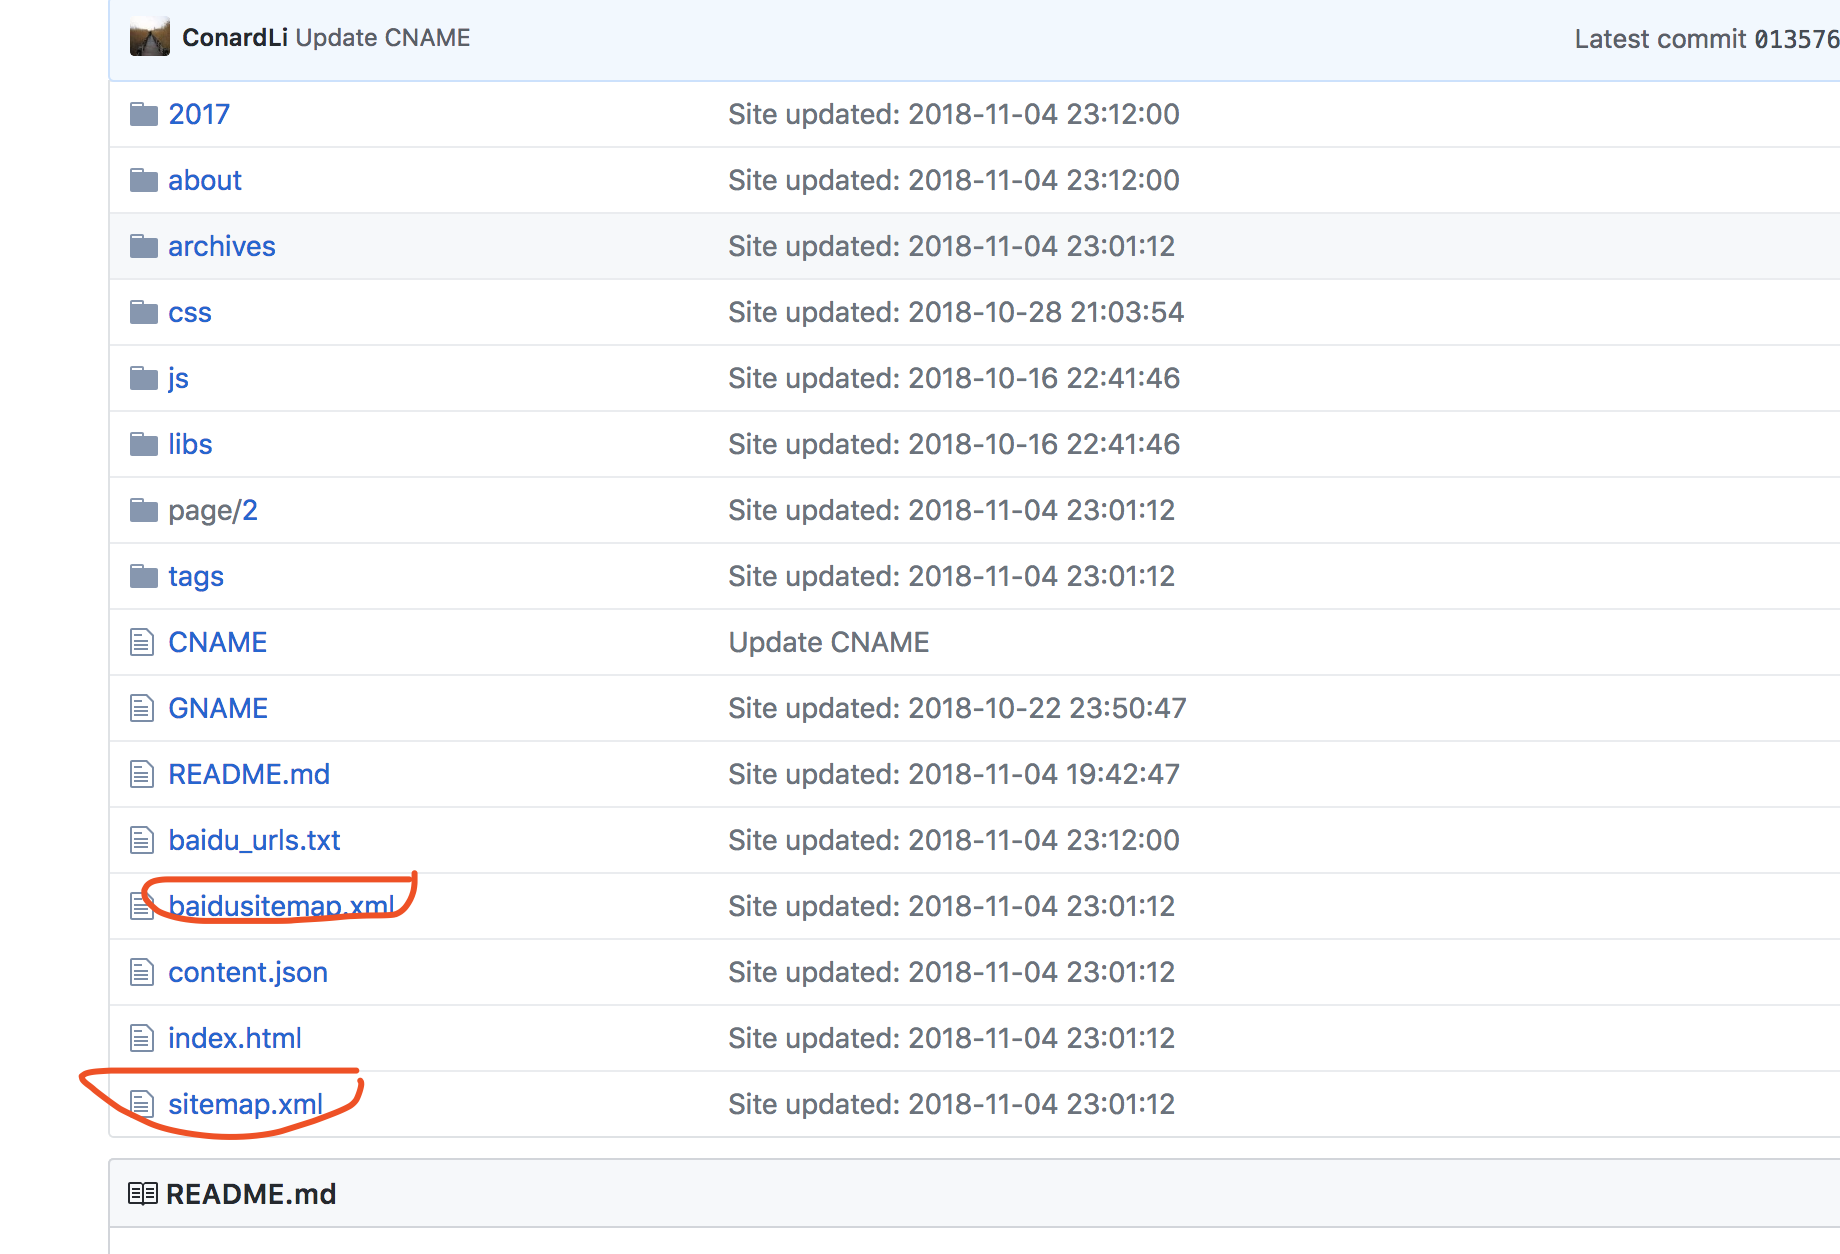 ConardLi Update CNAME Latest commit 013576
2017 Site updated: 2018-11-04 23:12:00
about Site updated: 2018-11-04 23:12:00
archives Site updated: 2018-11-04 23:01:12
css Site updated: 2018-10-28 21:03:54
js Site updated: 2018-10-16 22:41:46
libs Site updated: 2018-10-16 22:41:46
page/2 Site updated: 2018-11-04 23:01:12
tags Site updated: 2018-11-04 23:01:12
CNAME Update CNAME
GNAME Site updated: 2018-10-22 23:50:47
README.md Site updated: 2018-11-04 19:42:47
baidu_urls.txt Site updated: 2018-11-04 23:12:00
baidusitemap.xml Site updated: 2018-11-04 23:01:12
content.json Site updated: 2018-11-04 23:01:12
index.html Site updated: 2018-11-04 23:01:12
sitemap.xml Site updated: 2018-11-04 23:01:12
README.md